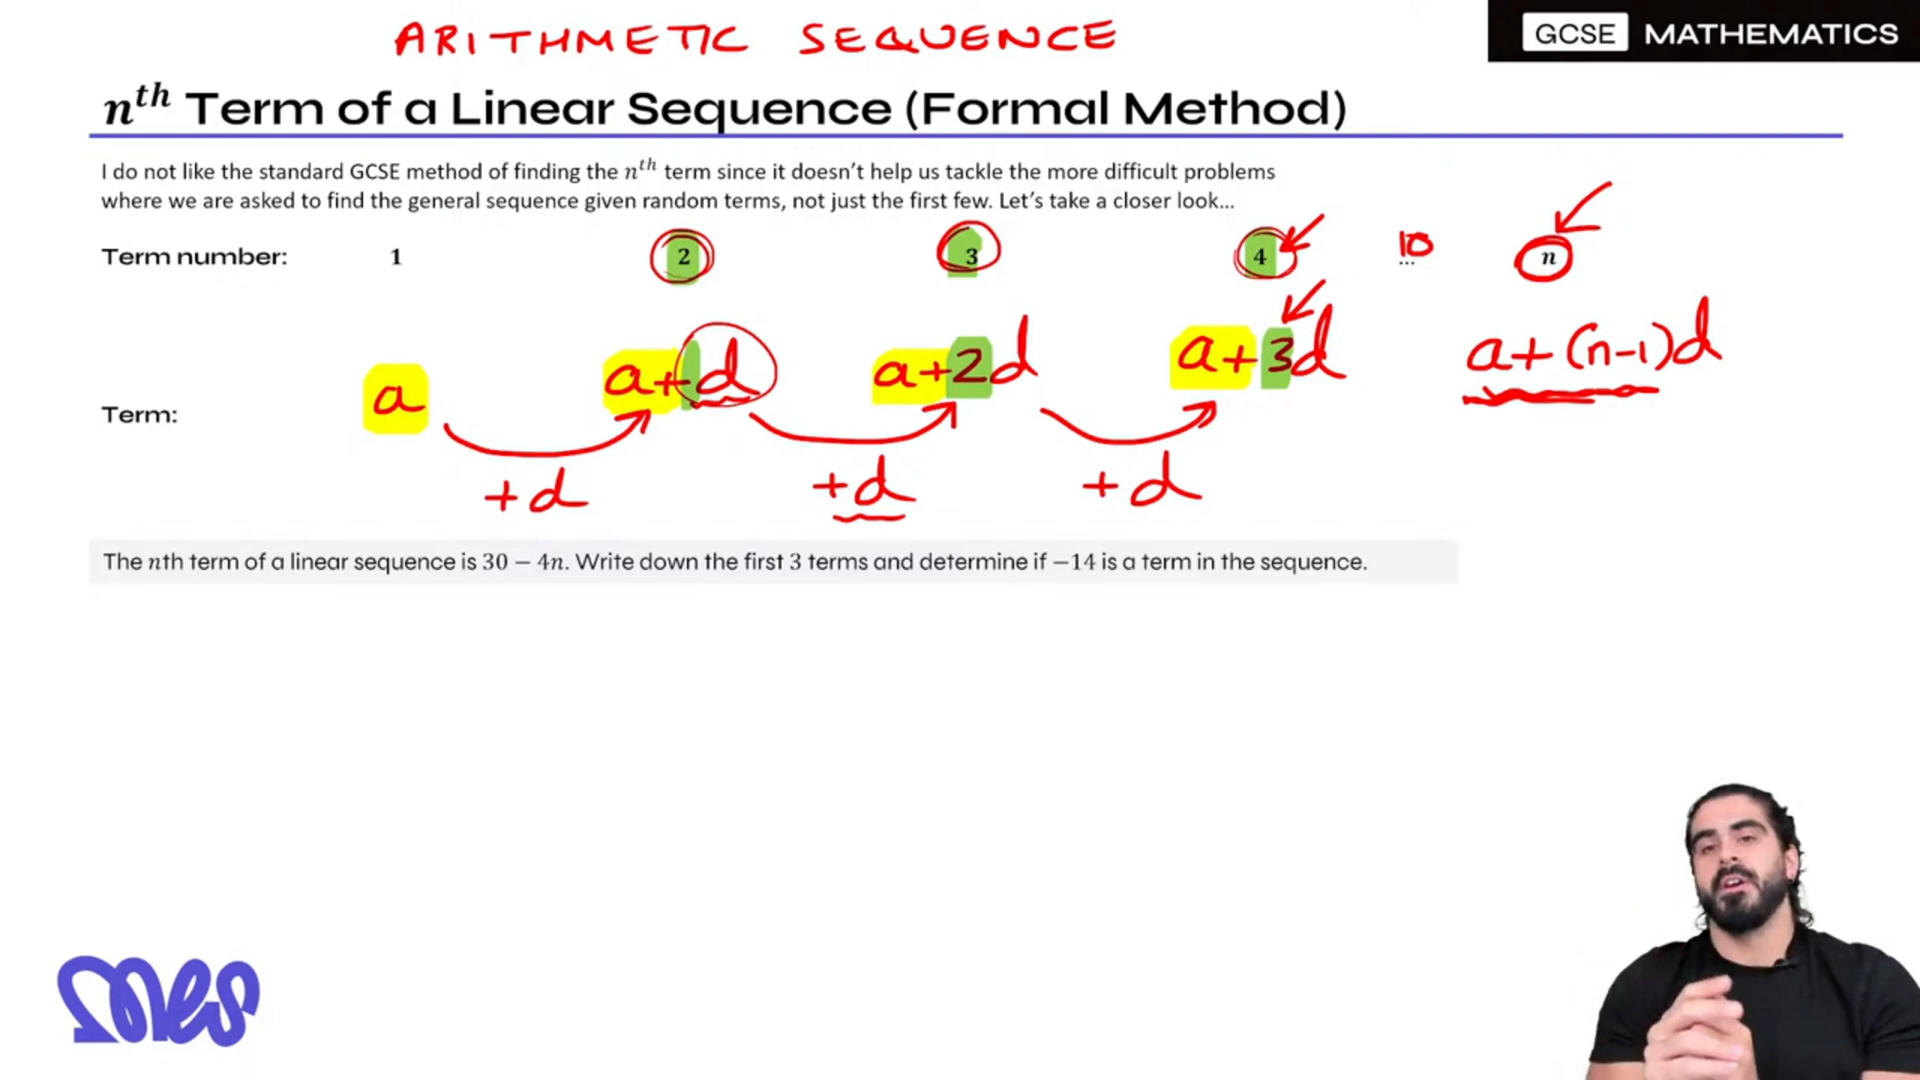 ARITHMETIC SEQUENCE
GCSE MATHEMATICS
nᵗʰ Term of a Linear Sequence (Formal Method)
I do not like the standard GCSE method of finding the nᵗʰ term since it doesn't help us tackle the more difficult problems
where we are asked to find the general sequence given random terms, not just the first few. Let's take a closer look...
Term number: 1 2 3 4 10 ... n
Term: a a+1d a+2d a+3d a+(n-1)d
+d +d +d
The nth term of a linear sequence is 30 − 4n. Write down the first 3 terms and determine if −14 is a term in the sequence.
mes